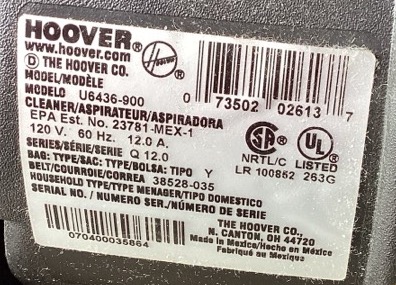 HOOVER
www.hoover.com
THE HOOVER CO.
MODEL/MODÈLE
MODELO U6436-900
CLEANER/ASPIRATEUR/ASPIRADORA
EPA Est. No. 23781-MEX-1
120 V. 60 Hz. 12.0 A.
SERIES/SÉRIE/SERIE Q 12.0
BAG: TYPE/SAC:TYPE/BOLSA: TIPO Y
BELT/COURROIE/CORREA 38528-035
HOUSEHOLD TYPE/TYPE MENAGER/TIPO DOMESTICO
SERIAL NO. / NUMERO SER./NÚMERO DE SERIE
070400035864
Hoover
0 73502 02613 7
SA
UL
NRTL/C LISTED
LR 100852 263G
THE HOOVER CO.,
N. CANTON, OH 44720
Made in Mexico/Hecho en México
Fabriqué au Mexique